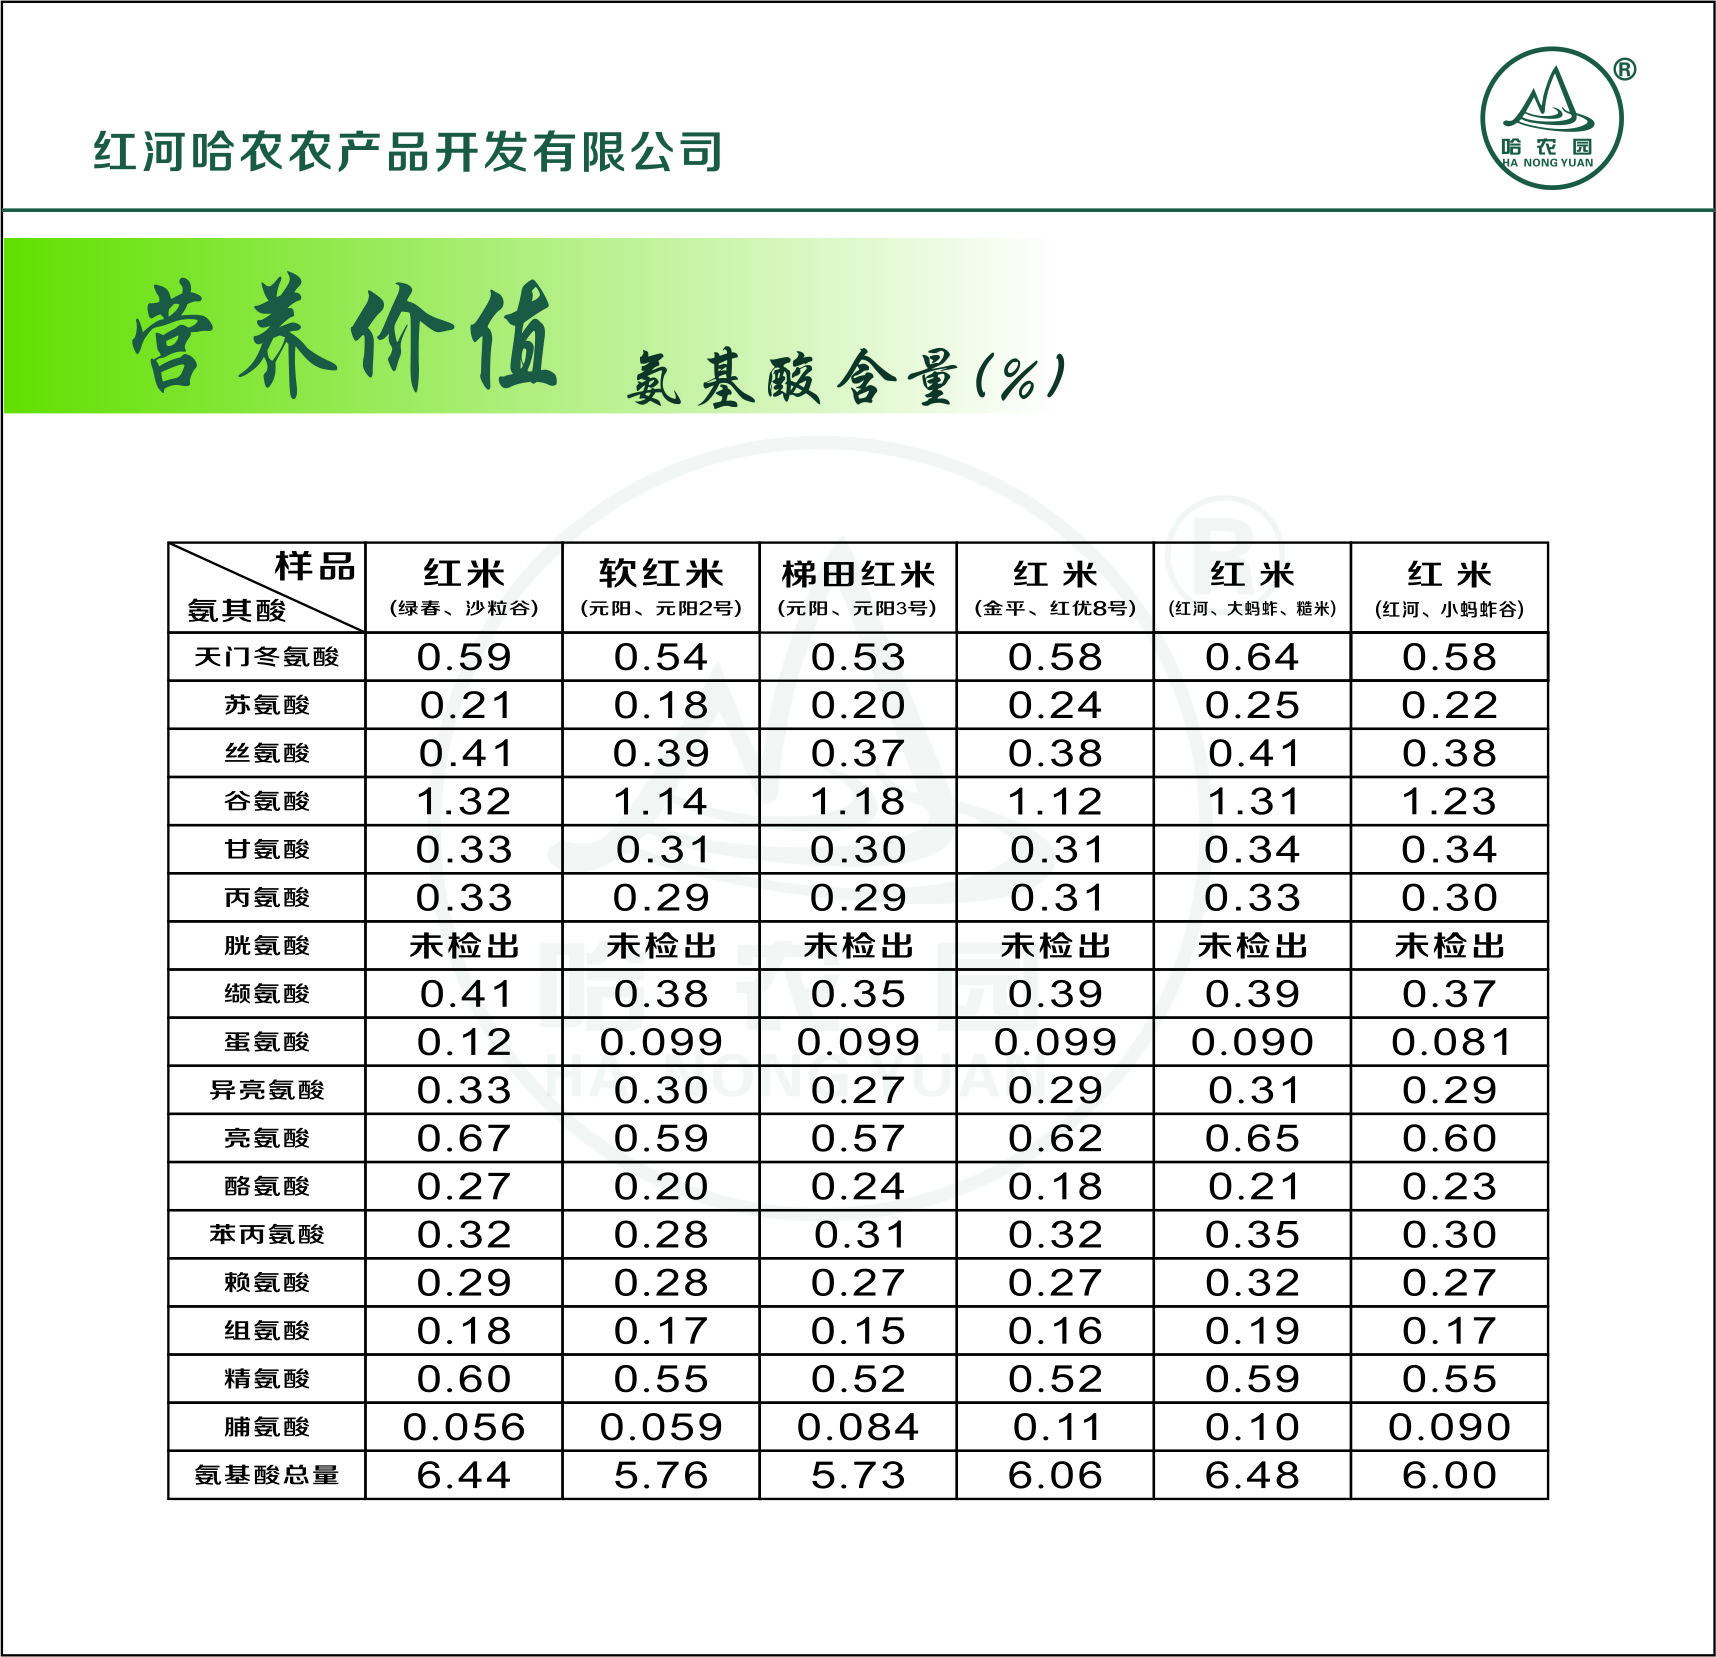 红河哈农农产品开发有限公司
®
哈农园
HA NONG YUAN
营养价值 氨基酸含量(%)
样品 红米 软红米 梯田红米 红米 红米 红米
氨其酸 (绿春、沙粒谷) (元阳、元阳2号) (元阳、元阳3号) (金平、红优8号) (红河、大蚂蚱、糙米) (红河、小蚂蚱谷)
天门冬氨酸 0.59 0.54 0.53 0.58 0.64 0.58
苏氨酸 0.21 0.18 0.20 0.24 0.25 0.22
丝氨酸 0.41 0.39 0.37 0.38 0.41 0.38
谷氨酸 1.32 1.14 1.18 1.12 1.31 1.23
甘氨酸 0.33 0.31 0.30 0.31 0.34 0.34
丙氨酸 0.33 0.29 0.29 0.31 0.33 0.30
胱氨酸 未检出 未检出 未检出 未检出 未检出 未检出
缬氨酸 0.41 0.38 0.35 0.39 0.39 0.37
蛋氨酸 0.12 0.099 0.099 0.099 0.090 0.081
异亮氨酸 0.33 0.30 0.27 0.29 0.31 0.29
亮氨酸 0.67 0.59 0.57 0.62 0.65 0.60
酪氨酸 0.27 0.20 0.24 0.18 0.21 0.23
苯丙氨酸 0.32 0.28 0.31 0.32 0.35 0.30
赖氨酸 0.29 0.28 0.27 0.27 0.32 0.27
组氨酸 0.18 0.17 0.15 0.16 0.19 0.17
精氨酸 0.60 0.55 0.52 0.52 0.59 0.55
脯氨酸 0.056 0.059 0.084 0.11 0.10 0.090
氨基酸总量 6.44 5.76 5.73 6.06 6.48 6.00
®
哈农园
HA NONG YUAN